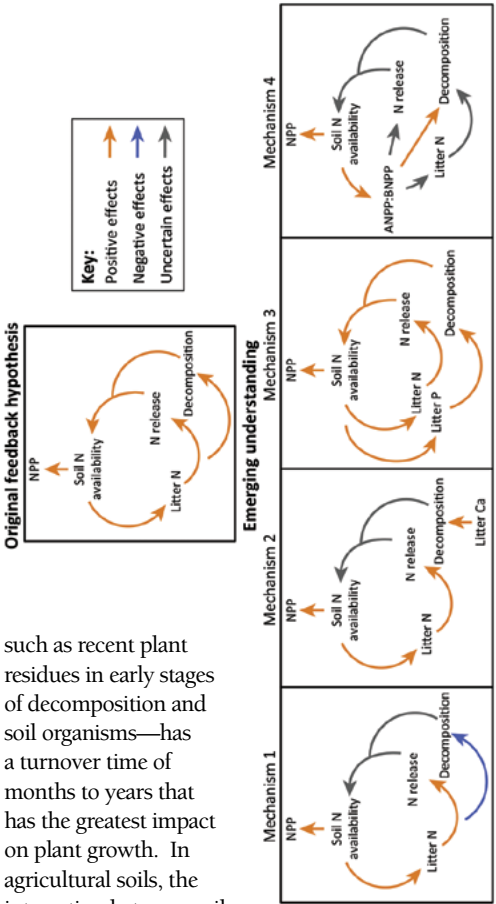 Original feedback hypothesis
NPP
Soil N
availability
N release
Litter N
Decomposition
Key:
Positive effects
Negative effects
Uncertain effects
Emerging understanding
Mechanism 1
NPP
Soil N
availability
N release
Litter N
Decomposition
Mechanism 2
NPP
Soil N
availability
N release
Litter N
Decomposition
Litter Ca
Mechanism 3
NPP
Soil N
availability
N release
Litter N
Litter P
Decomposition
Mechanism 4
NPP
Soil N
availability
N release
ANPP:BNPP
Litter N
Decomposition
such as recent plant
residues in early stages
of decomposition and
soil organisms—has
a turnover time of
months to years that
has the greatest impact
on plant growth. In
agricultural soils, the